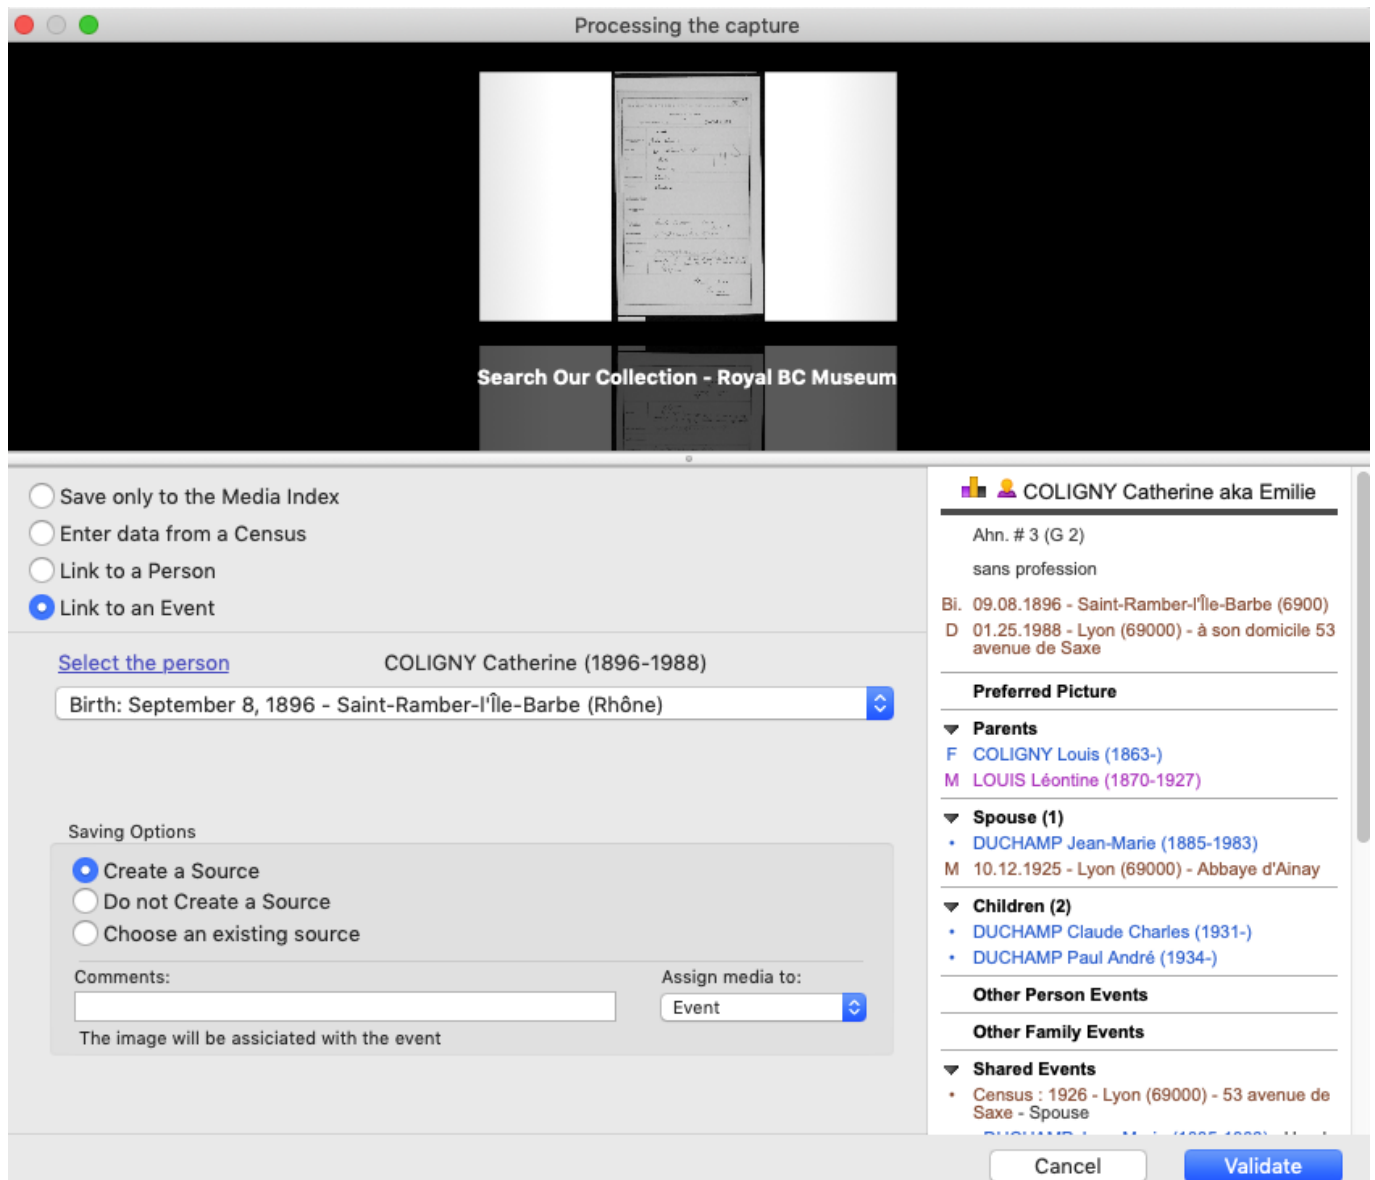 Processing the capture
Search Our Collection - Royal BC Museum
Save only to the Media Index
Enter data from a Census
Link to a Person
Link to an Event
Select the person
COLIGNY Catherine (1896-1988)
Birth: September 8, 1896 - Saint-Ramber-l'Île-Barbe (Rhône)
Saving Options
Create a Source
Do not Create a Source
Choose an existing source
Comments:
Assign media to:
Event
The image will be assiciated with the event
COLIGNY Catherine aka Emilie
Ahn. # 3 (G 2)
sans profession
Bi. 09.08.1896 - Saint-Ramber-l'Île-Barbe (6900)
D 01.25.1988 - Lyon (69000) - à son domicile 53
avenue de Saxe
Preferred Picture
Parents
F COLIGNY Louis (1863-)
M LOUIS Léontine (1870-1927)
Spouse (1)
• DUCHAMP Jean-Marie (1885-1983)
M 10.12.1925 - Lyon (69000) - Abbaye d'Ainay
Children (2)
• DUCHAMP Claude Charles (1931-)
• DUCHAMP Paul André (1934-)
Other Person Events
Other Family Events
Shared Events
• Census : 1926 - Lyon (69000) - 53 avenue de
Saxe - Spouse
Cancel
Validate